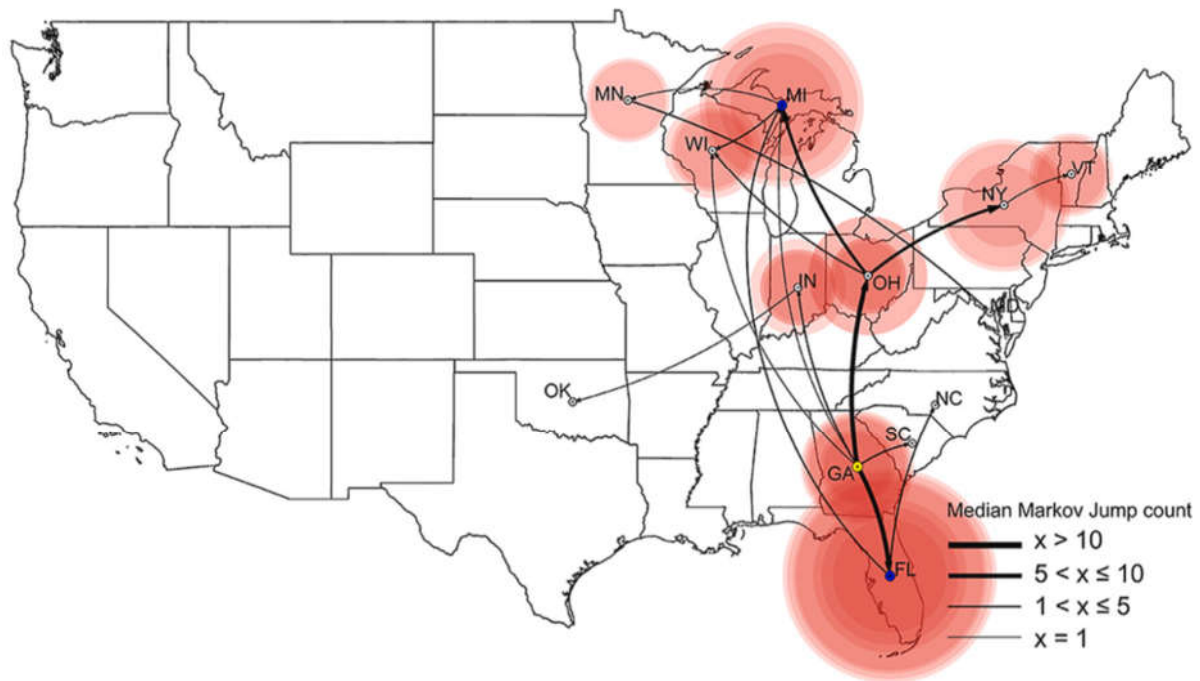 MN
MI
WI
VT
NY
IN
OH
MD
OK
NC
SC
GA
FL
Median Markov Jump count
x > 10
5 < x ≤ 10
1 < x ≤ 5
x = 1